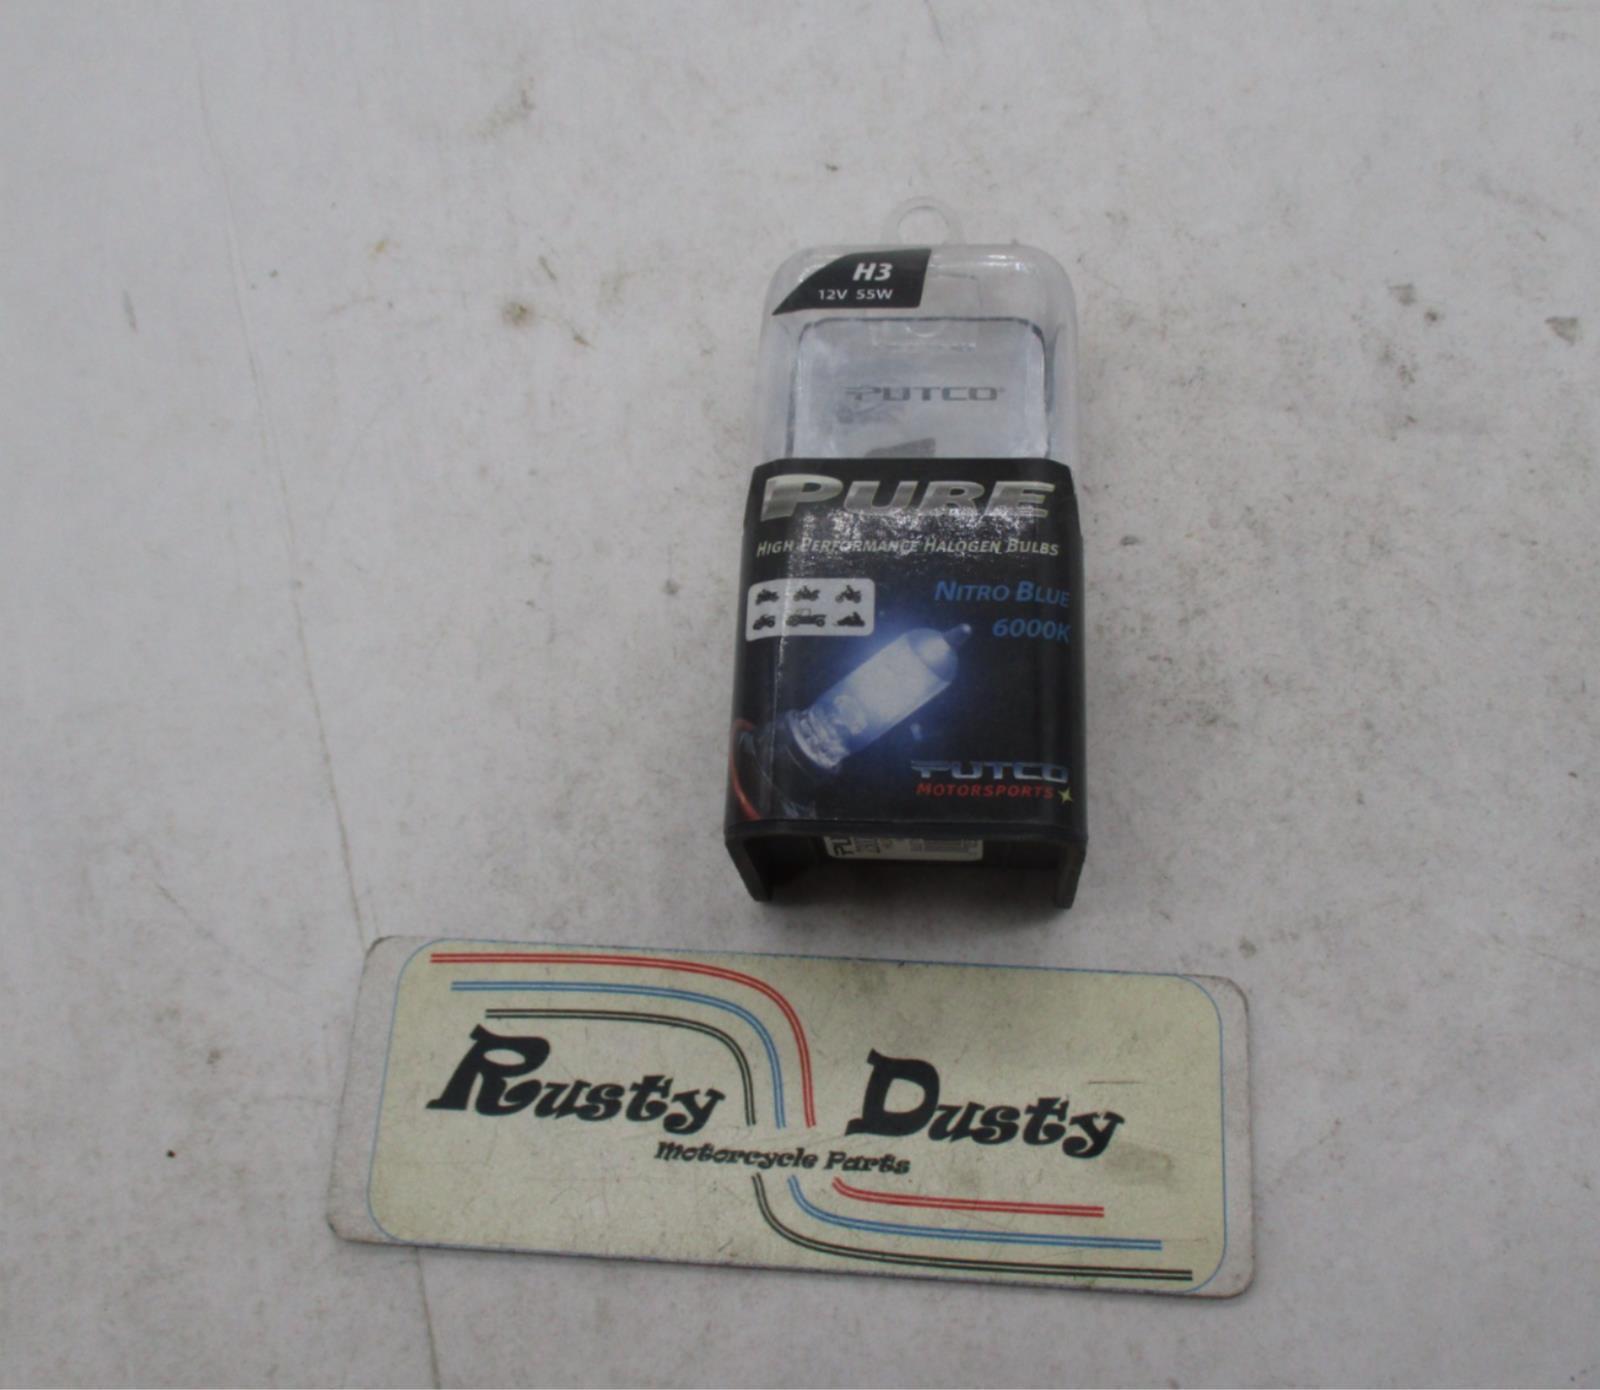 H3
12V 55W
PUTCO
PURE
HIGH PERFORMANCE HALOGEN BULBS
NITRO BLUE
6000K
PUTCO
MOTORSPORTS
Rusty Dusty
Motorcycle Parts